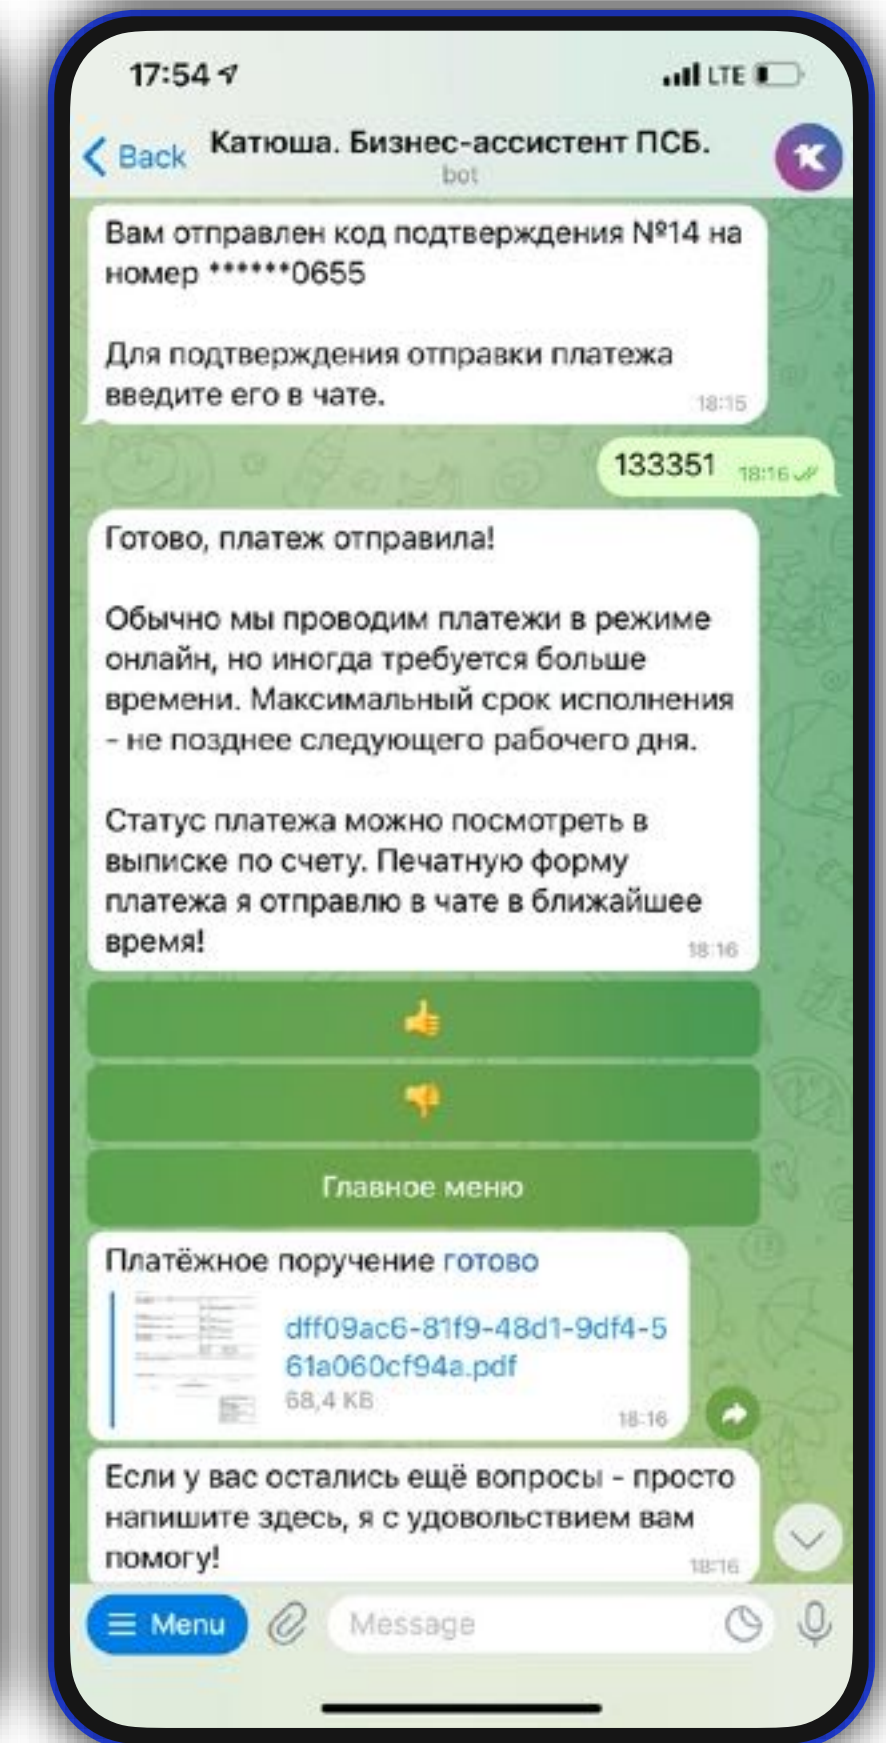 17:54
LTE
Back
Катюша. Бизнес-ассистент ПСБ.
bot
Вам отправлен код подтверждения №14 на
номер ******0655
Для подтверждения отправки платежа
введите его в чате.
18:15
133351
18:16
Готово, платеж отправила!
Обычно мы проводим платежи в режиме
онлайн, но иногда требуется больше
времени. Максимальный срок исполнения
- не позднее следующего рабочего дня.
Статус платежа можно посмотреть в
выписке по счету. Печатную форму
платежа я отправлю в чате в ближайшее
время!
18:16
Главное меню
Платёжное поручение готово
dff09ac6-81f9-48d1-9df4-5
61a060cf94a.pdf
68,4 KB
18:16
Если у вас остались ещё вопросы - просто
напишите здесь, я с удовольствием вам
помогу!
18:16
Menu
Message